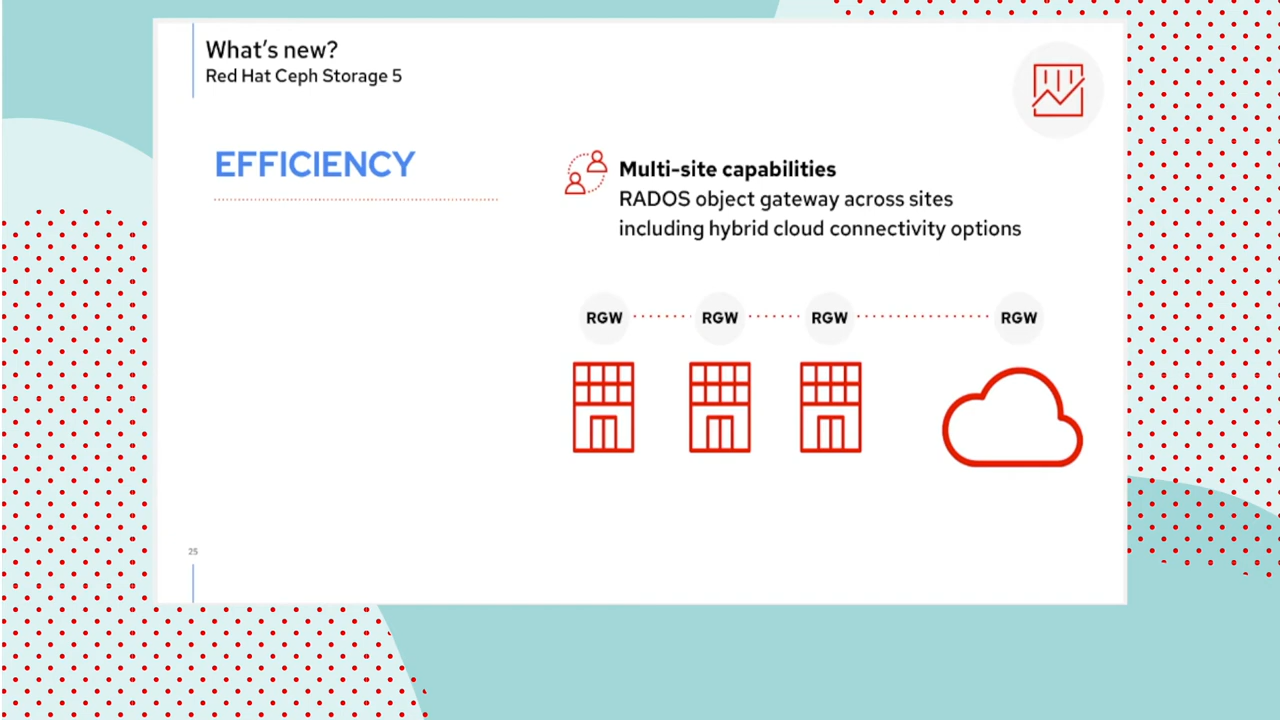 What's new?
Red Hat Ceph Storage 5
EFFICIENCY
Multi-site capabilities
RADOS object gateway across sites
including hybrid cloud connectivity options
RGW RGW RGW RGW
25